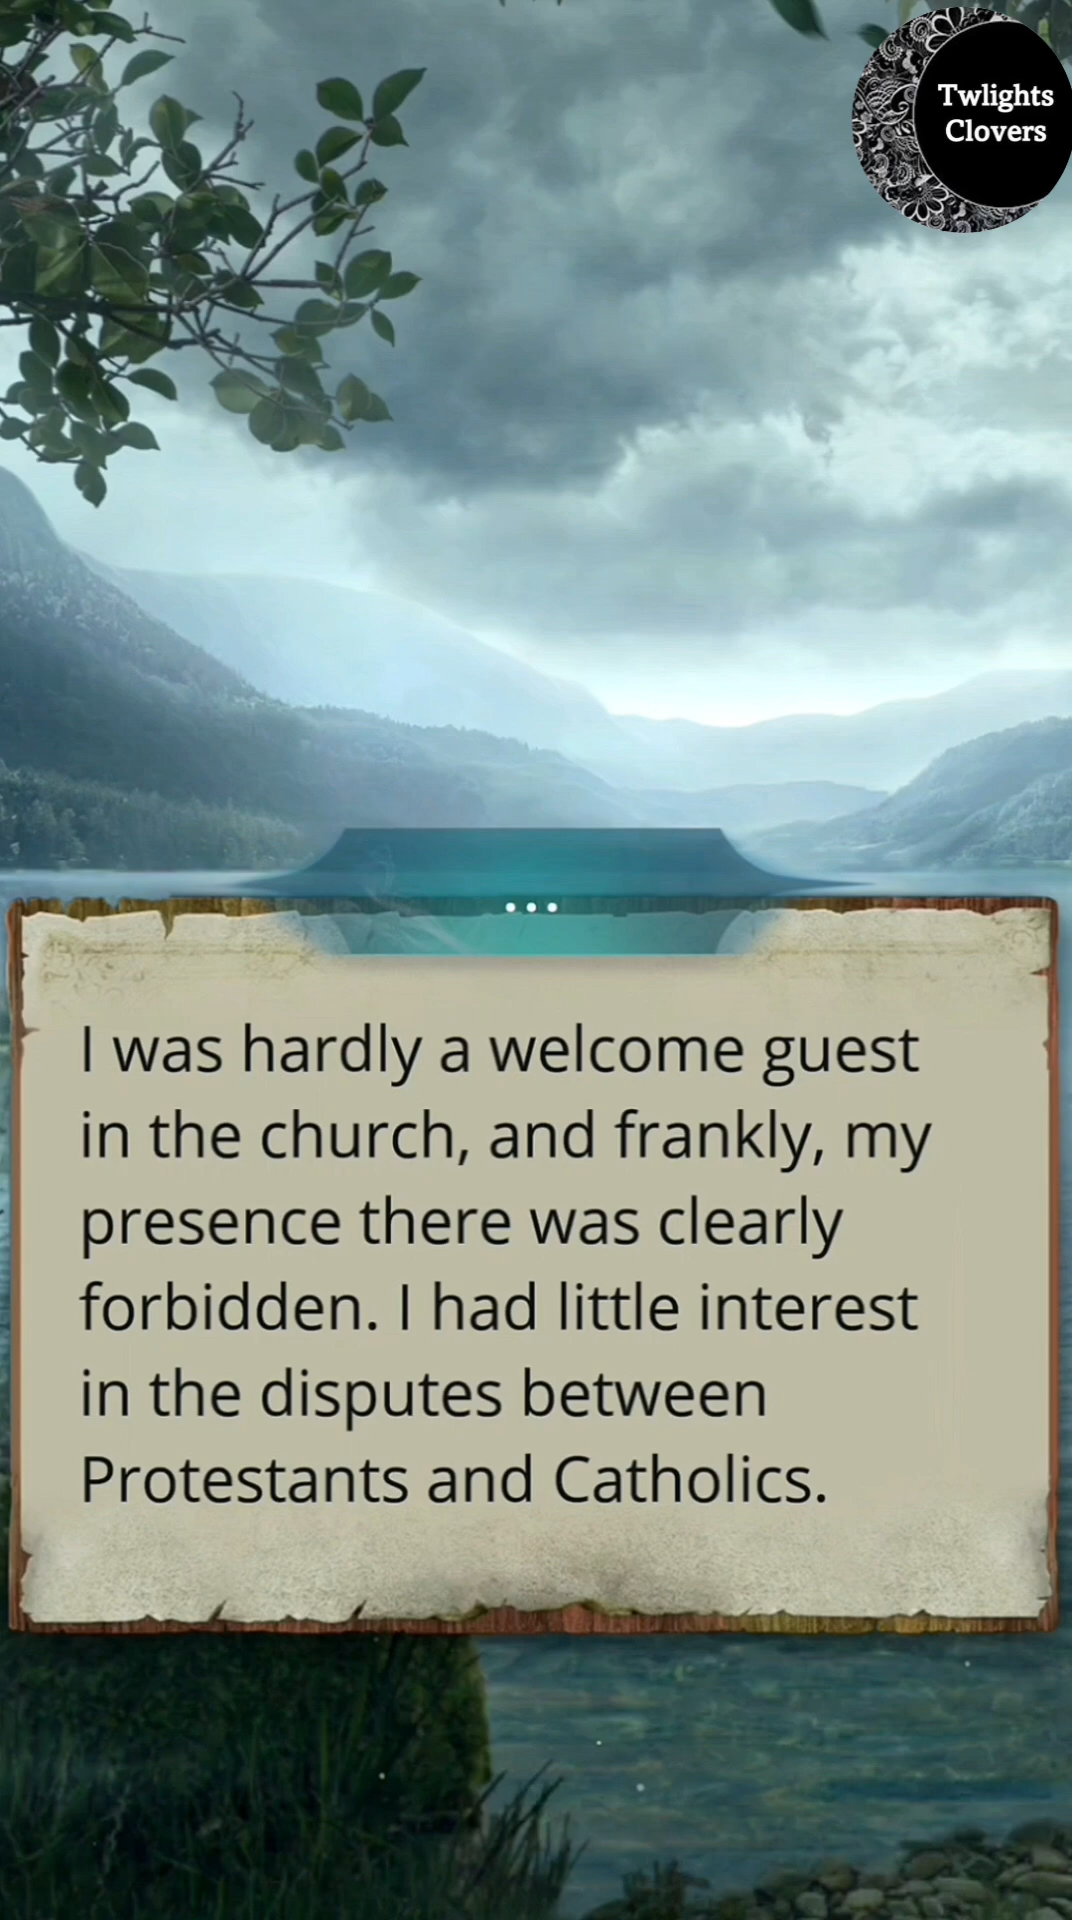 Twlights
Clovers
...
I was hardly a welcome guest
in the church, and frankly, my
presence there was clearly
forbidden. I had little interest
in the disputes between
Protestants and Catholics.